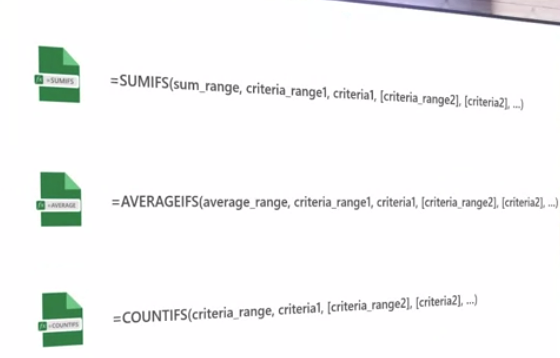 =SUMIFS
=SUMIFS(sum_range, criteria_range1, criteria1, [criteria_range2], [criteria2], ...)
=AVERAGE
=AVERAGEIFS(average_range, criteria_range1, criteria1, [criteria_range2], [criteria2], ...)
=COUNTIFS
=COUNTIFS(criteria_range, criteria1, [criteria_range2], [criteria2], ...)